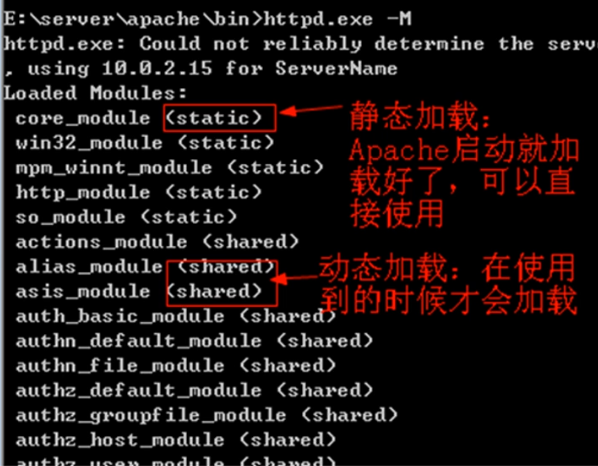 E:\server\apache\bin>httpd.exe -M
httpd.exe: Could not reliably determine the serve
, using 10.0.2.15 for ServerName
Loaded Modules:
core_module (static)
win32_module (static)
mpm_winnt_module (static)
http_module (static)
so_module (static)
actions_module (shared)
alias_module (shared)
asis_module (shared)
auth_basic_module (shared)
authn_default_module (shared)
authn_file_module (shared)
authz_default_module (shared)
authz_groupfile_module (shared)
authz_host_module (shared)
authz_user_module (shared)
静态加载：
Apache启动就加
载好了，可以直
接使用
动态加载：在使用
到的时候才会加载